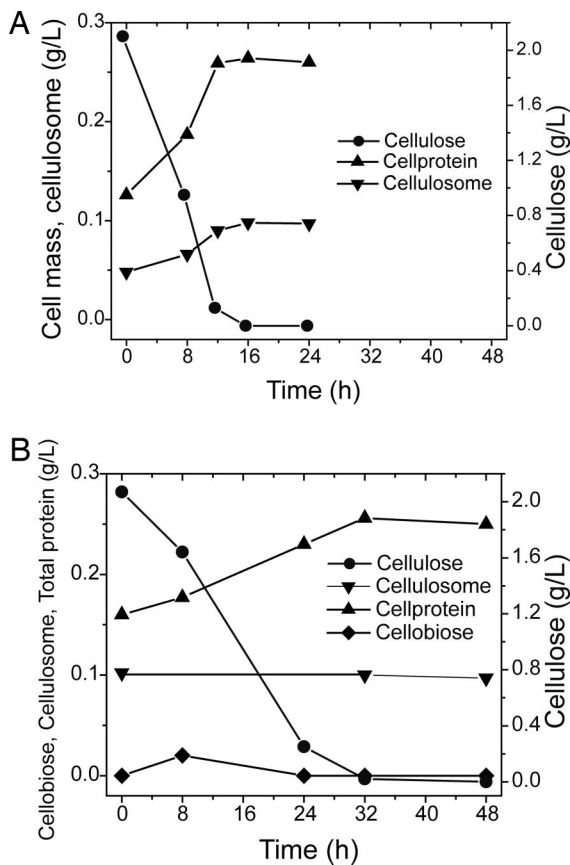 A
Cell mass, cellulosome (g/L)
0.3
0.2
0.1
0.0
2.0
1.6
1.2
0.8
0.4
0.0
Cellulose (g/L)
Cellulose
Cellprotein
Cellulosome
0 8 16 24 32 40 48
Time (h)
B
Cellobiose, Cellulosome, Total protein (g/L)
0.3
0.2
0.1
0.0
2.0
1.6
1.2
0.8
0.4
0.0
Cellulose (g/L)
Cellulose
Cellulosome
Cellprotein
Cellobiose
0 8 16 24 32 40 48
Time (h)